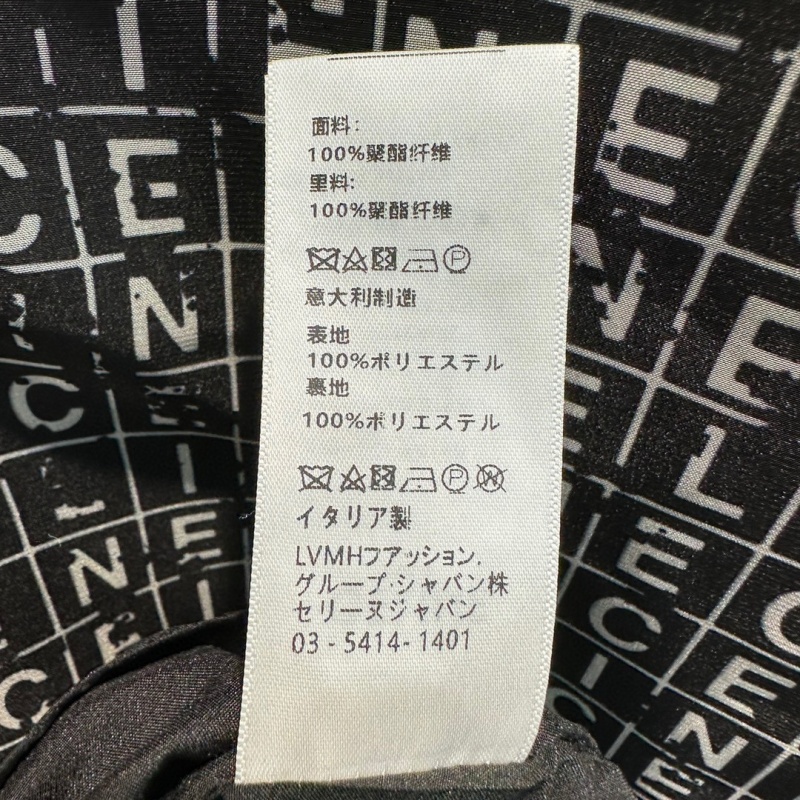 面料:
100%聚酯纤维
里料:
100%聚酯纤维
意大利制造
表地
100%ポリエステル
裏地
100%ポリエステル
イタリア製
LVMHフアッション.
グループ・シャパン株
セリーヌジャパン
03-5414-1401